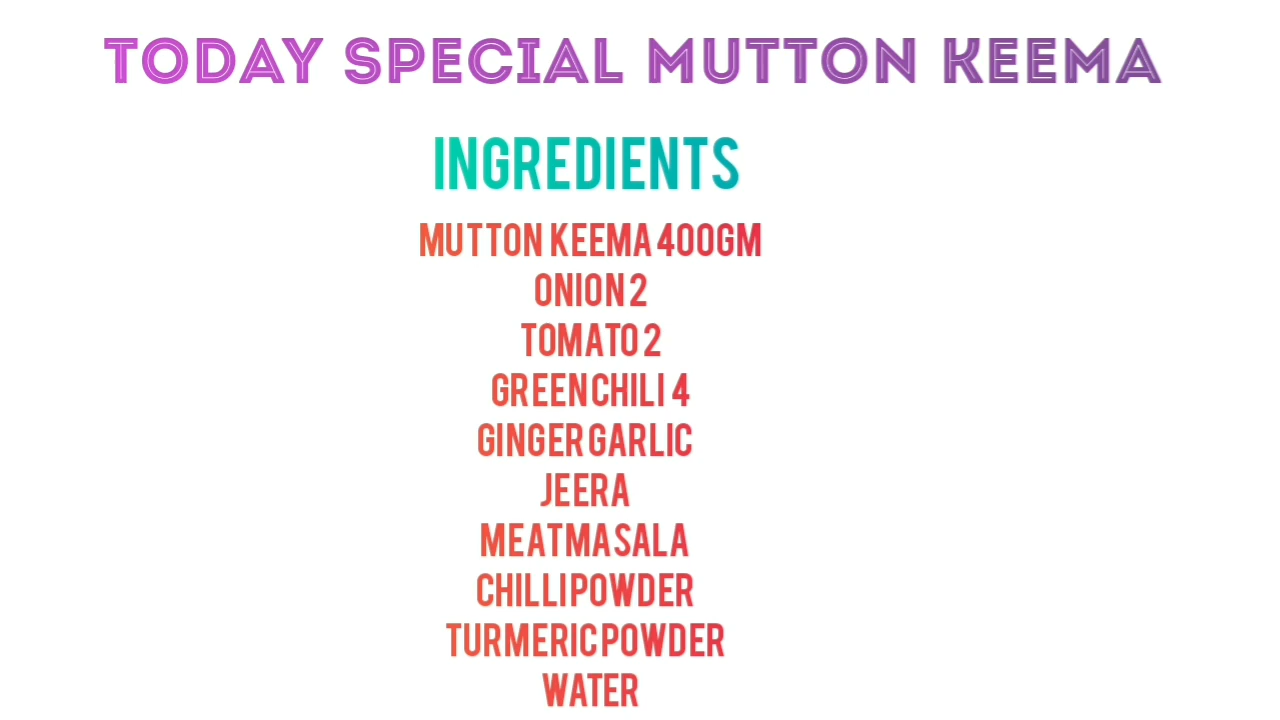 TODAY SPECIAL MUTTON KEEMA
INGREDIENTS
MUTTON KEEMA 400GM
ONION 2
TOMATO 2
GREEN CHILI 4
GINGER GARLIC
JEERA
MEAT MASALA
CHILLI POWDER
TURMERIC POWDER
WATER